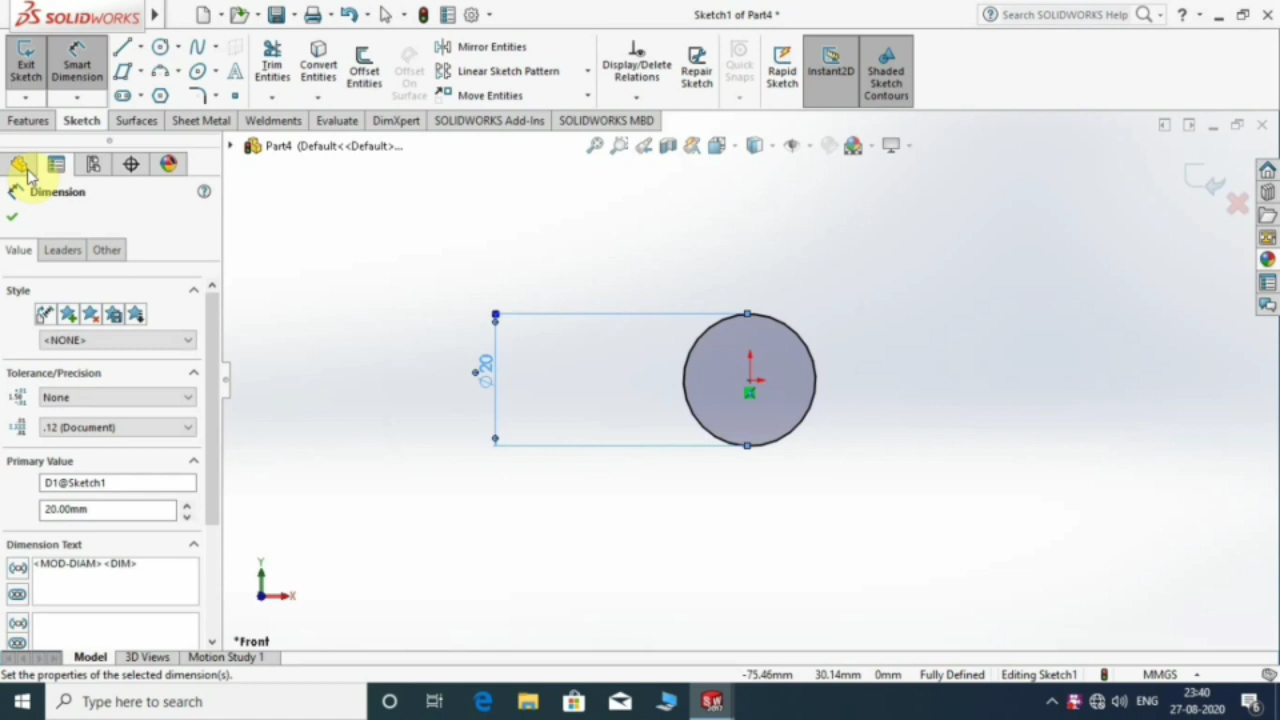 SOLIDWORKS
Sketch1 of Part4 *
Search SOLIDWORKS Help
Exit Sketch
Smart Dimension
Trim Entities
Convert Entities
Offset Entities
Offset On Surface
Mirror Entities
Linear Sketch Pattern
Move Entities
Display/Delete Relations
Repair Sketch
Quick Snaps
Rapid Sketch
Instant2D
Shaded Sketch Contours
Features Sketch Surfaces Sheet Metal Weldments Evaluate DimXpert SOLIDWORKS Add-Ins SOLIDWORKS MBD
Part4 (Default<<Default>...
Dimension
Value Leaders Other
Style
<NONE>
Tolerance/Precision
None
.12 (Document)
Primary Value
D1@Sketch1
20.00mm
Dimension Text
<MOD-DIAM> <DIM>
∅20
Y
X
*Front
Model 3D Views Motion Study 1
Set the properties of the selected dimension(s).
-75.46mm 30.14mm 0mm Fully Defined Editing Sketch1 MMGS
Type here to search
ENG
23:40
27-08-2020